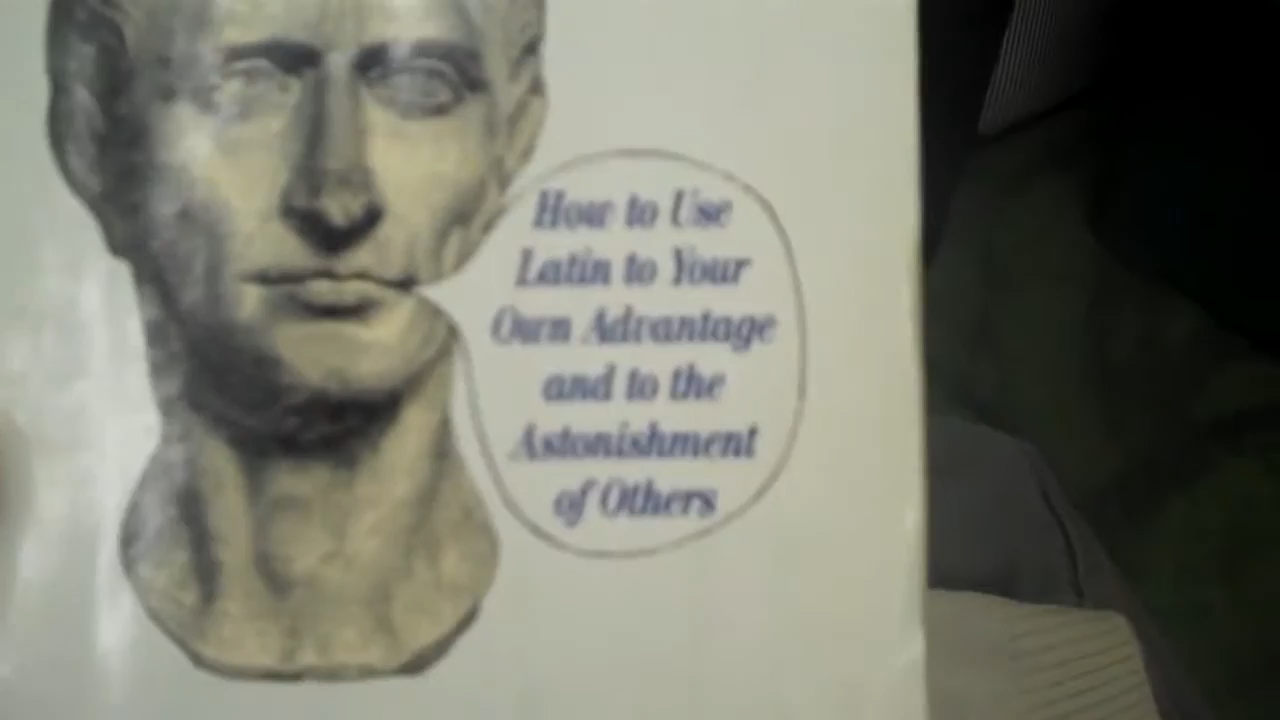 How to Use
Latin to Your
Own Advantage
and to the
Astonishment
of Others